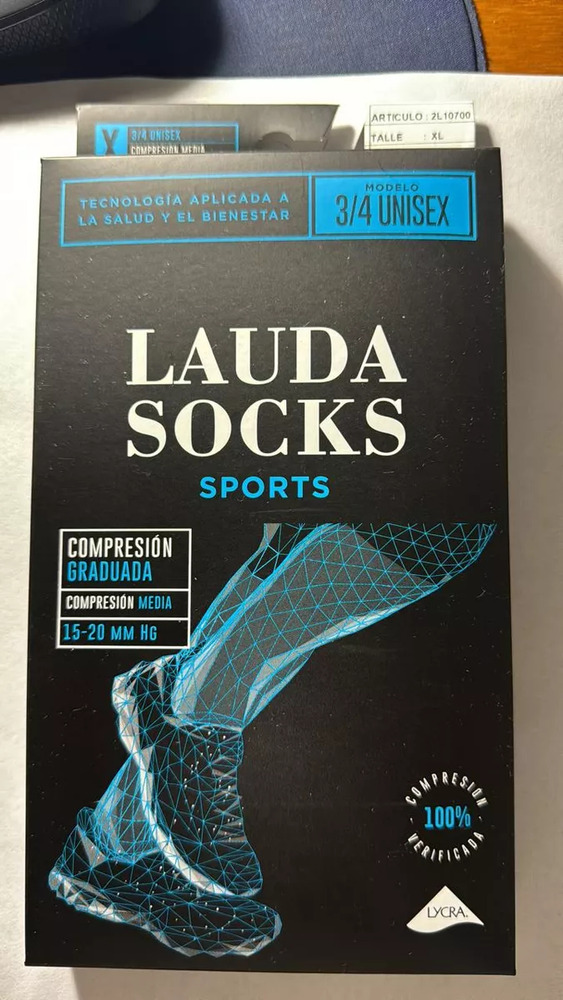 3/4 UNISEX
COMPRESIÓN MEDIA
ARTICULO : 2L10700
TALLE : XL
TECNOLOGÍA APLICADA A
LA SALUD Y EL BIENESTAR
MODELO
3/4 UNISEX
LAUDA
SOCKS
SPORTS
COMPRESIÓN
GRADUADA
COMPRESIÓN MEDIA
15-20 MM HG
COMPRESIÓN
100%
VERIFICADA
LYCRA.